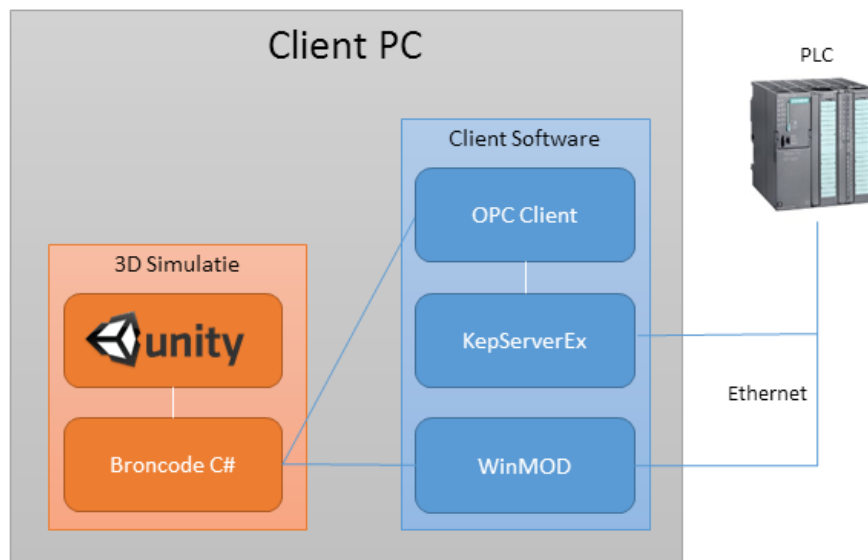 Client PC
PLC
Client Software
OPC Client
3D Simulatie
unity
KepServerEx
Ethernet
Broncode C#
WinMOD